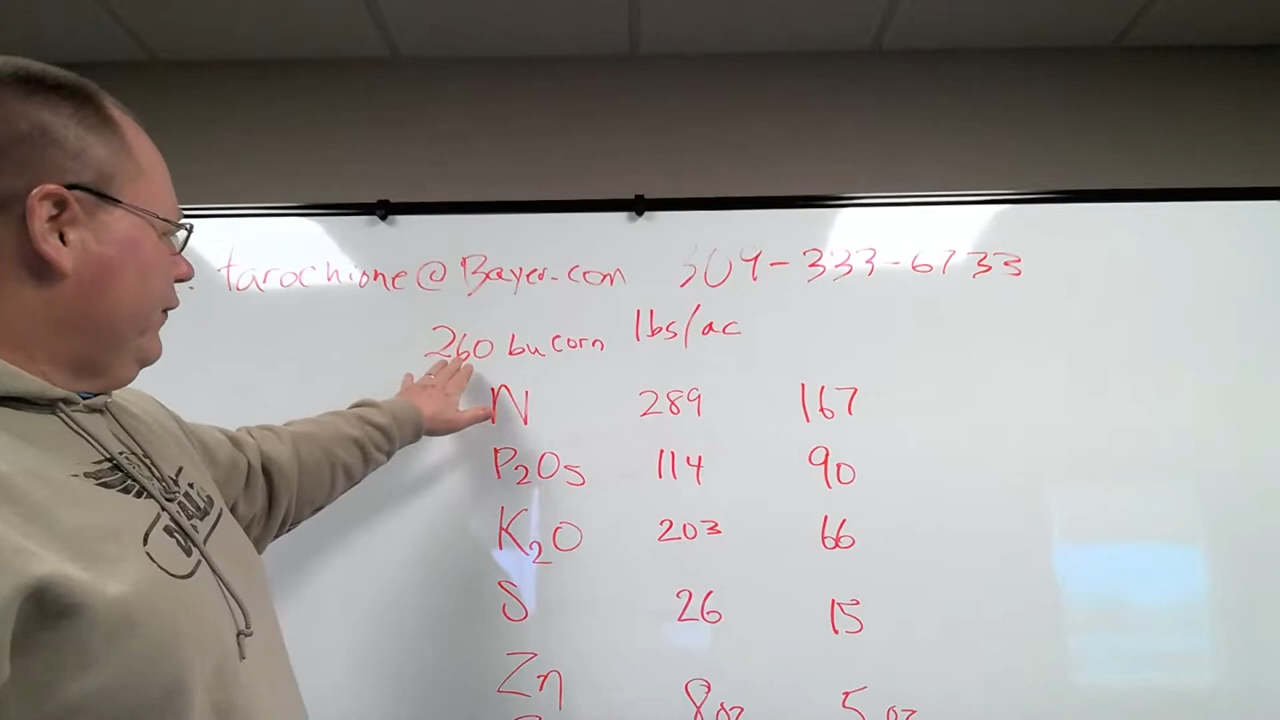 tarochione@Bayer.com 309-333-6733
260 bu corn lbs/ac
N 289 167
P2O5 114 90
K2O 203 66
S 26 15
Zn 8oz 5oz